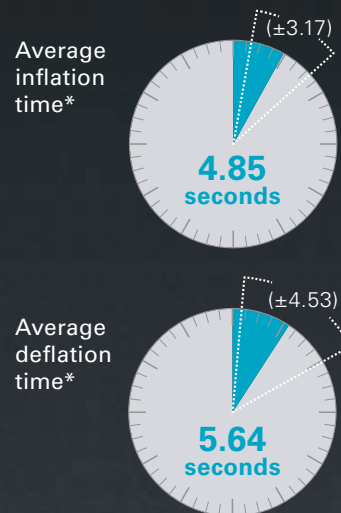 Average
inflation
time*
(±3.17)
4.85
seconds
Average
deflation
time*
(±4.53)
5.64
seconds